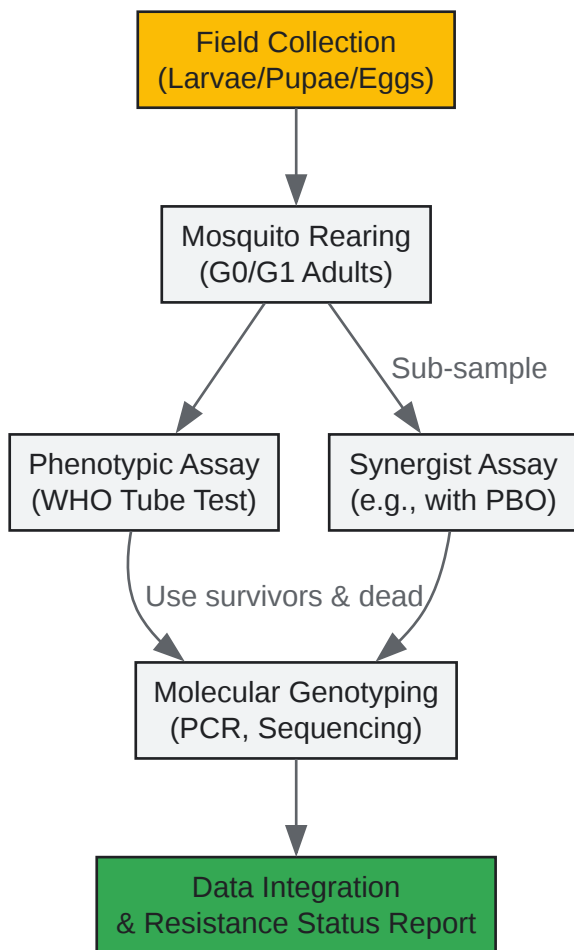 Field Collection
(Larvae/Pupae/Eggs)
Mosquito Rearing
(G0/G1 Adults)
Sub-sample
Phenotypic Assay
(WHO Tube Test)
Synergist Assay
(e.g., with PBO)
Use survivors & dead
Molecular Genotyping
(PCR, Sequencing)
Data Integration
& Resistance Status Report